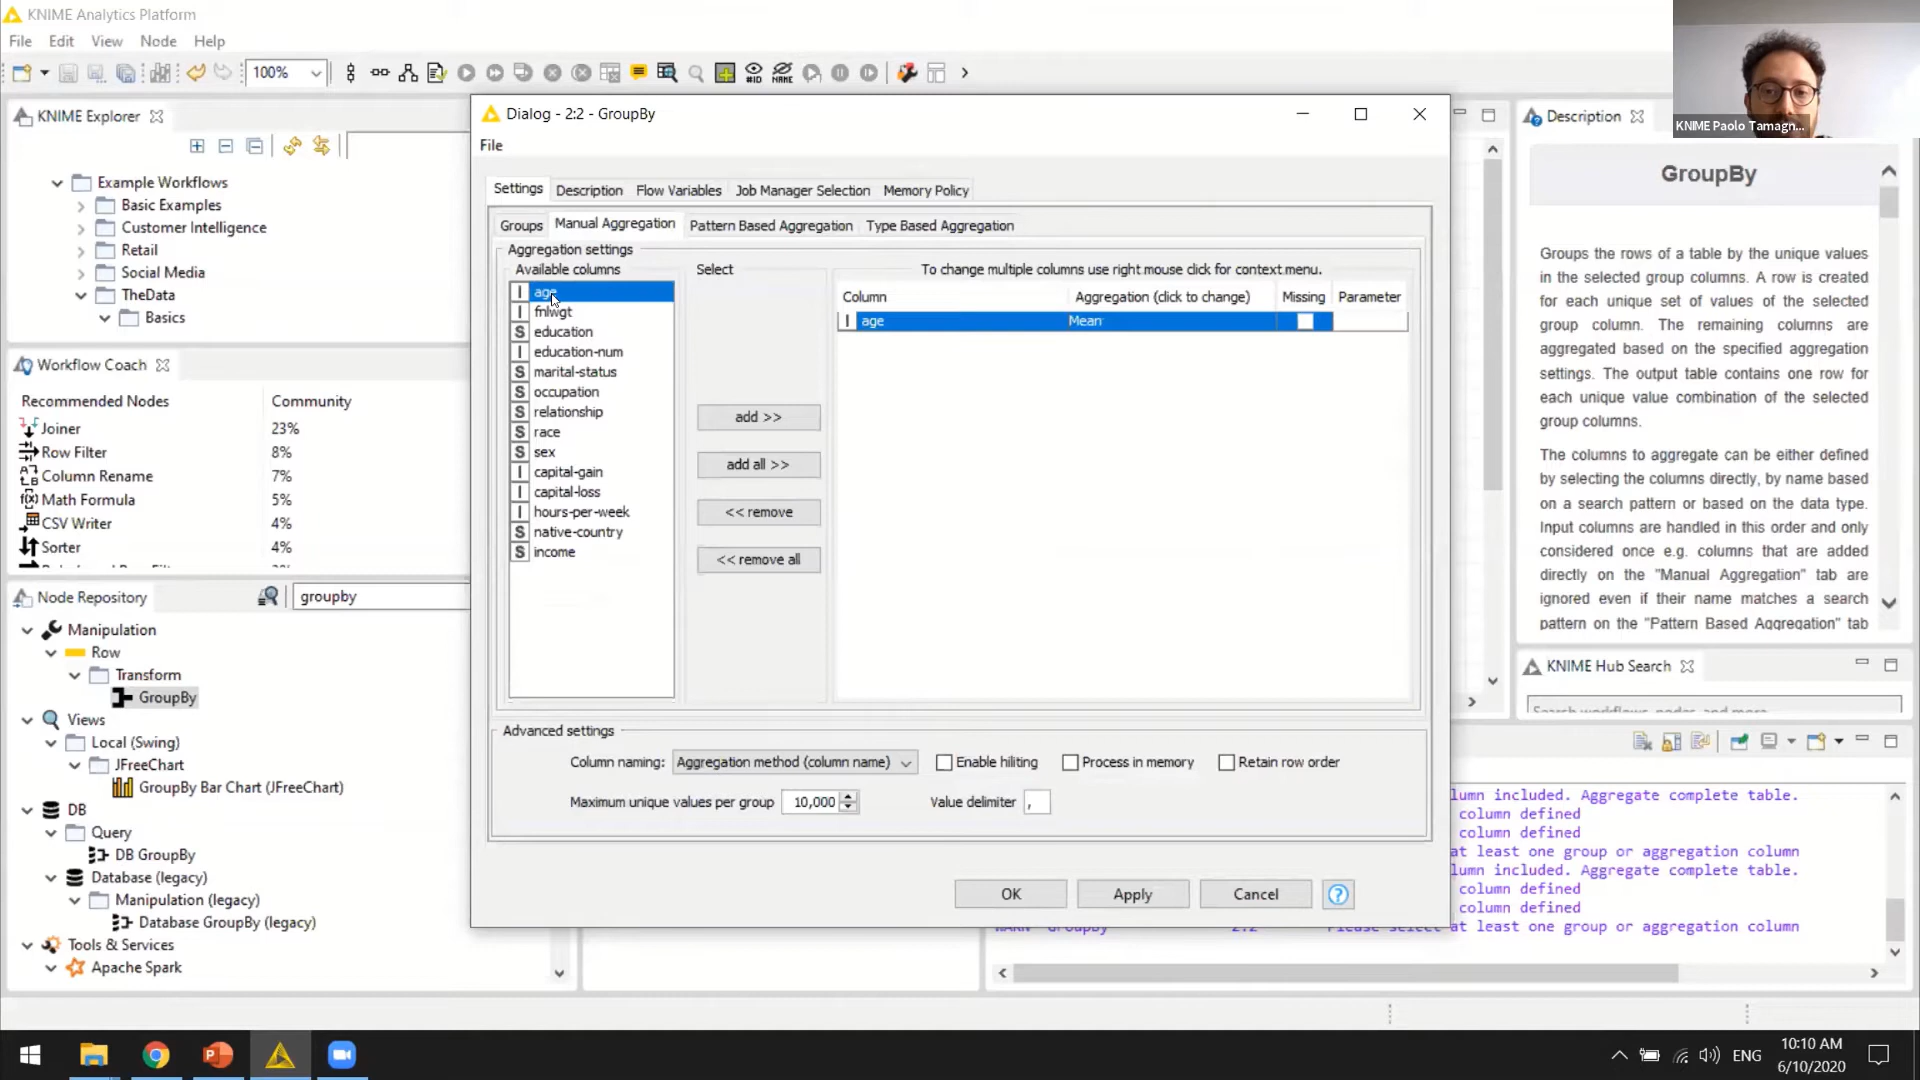 KNIME Analytics Platform
File Edit View Node Help
100%
#ID
NAME
KNIME Paolo Tamagn...
KNIME Explorer
Example Workflows
Basic Examples
Customer Intelligence
Retail
Social Media
TheData
Basics
Workflow Coach
Recommended Nodes Community
Joiner 23%
Row Filter 8%
Column Rename 7%
Math Formula 5%
CSV Writer 4%
Sorter 4%
Node Repository
groupby
Manipulation
Row
Transform
GroupBy
Views
Local (Swing)
JFreeChart
GroupBy Bar Chart (JFreeChart)
DB
Query
DB GroupBy
Database (legacy)
Manipulation (legacy)
Database GroupBy (legacy)
Tools & Services
Apache Spark
Dialog - 2:2 - GroupBy
File
Settings Description Flow Variables Job Manager Selection Memory Policy
Groups Manual Aggregation Pattern Based Aggregation Type Based Aggregation
Aggregation settings
Available columns
I age
I fnlwgt
S education
I education-num
S marital-status
S occupation
S relationship
S race
S sex
I capital-gain
I capital-loss
I hours-per-week
S native-country
S income
Select
add >>
add all >>
<< remove
<< remove all
To change multiple columns use right mouse click for context menu.
Column Aggregation (click to change) Missing Parameter
I age Mean
Advanced settings
Column naming: Aggregation method (column name) Enable hiliting Process in memory Retain row order
Maximum unique values per group 10,000 Value delimiter ,
OK Apply Cancel ?
Description
GroupBy
Groups the rows of a table by the unique values
in the selected group columns. A row is created
for each unique set of values of the selected
group column. The remaining columns are
aggregated based on the specified aggregation
settings. The output table contains one row for
each unique value combination of the selected
group columns.
The columns to aggregate can be either defined
by selecting the columns directly, by name based
on a search pattern or based on the data type.
Input columns are handled in this order and only
considered once e.g. columns that are added
directly on the "Manual Aggregation" tab are
ignored even if their name matches a search
pattern on the "Pattern Based Aggregation" tab
KNIME Hub Search
Search workflows, nodes and more...
lumn included. Aggregate complete table.
column defined
column defined
at least one group or aggregation column
lumn included. Aggregate complete table.
column defined
column defined
WARN GroupBy 2:2 Please select at least one group or aggregation column
ENG
10:10 AM
6/10/2020